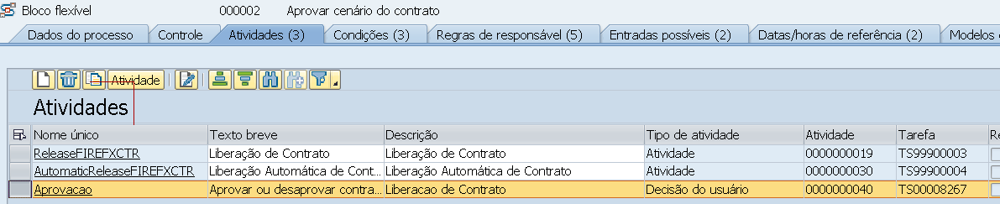 Bloco flexível 000002 Aprovar cenário do contrato
Dados do processo Controle Atividades (3) Condições (3) Regras de responsável (5) Entradas possíveis (2) Datas/horas de referência (2) Modelos
Atividade
Atividades
Nome único Texto breve Descrição Tipo de atividade Atividade Tarefa Re
ReleaseFIREFXCTR Liberação de Contrato Liberação de Contrato Atividade 0000000019 TS99900003
AutomaticReleaseFIREFXCTR Liberação Automática de Cont... Liberação Automática de Contrato Atividade 0000000030 TS99900004
Aprovacao Aprovar ou desaprovar contra... Liberacao de Contrato Decisão do usuário 0000000040 TS00008267